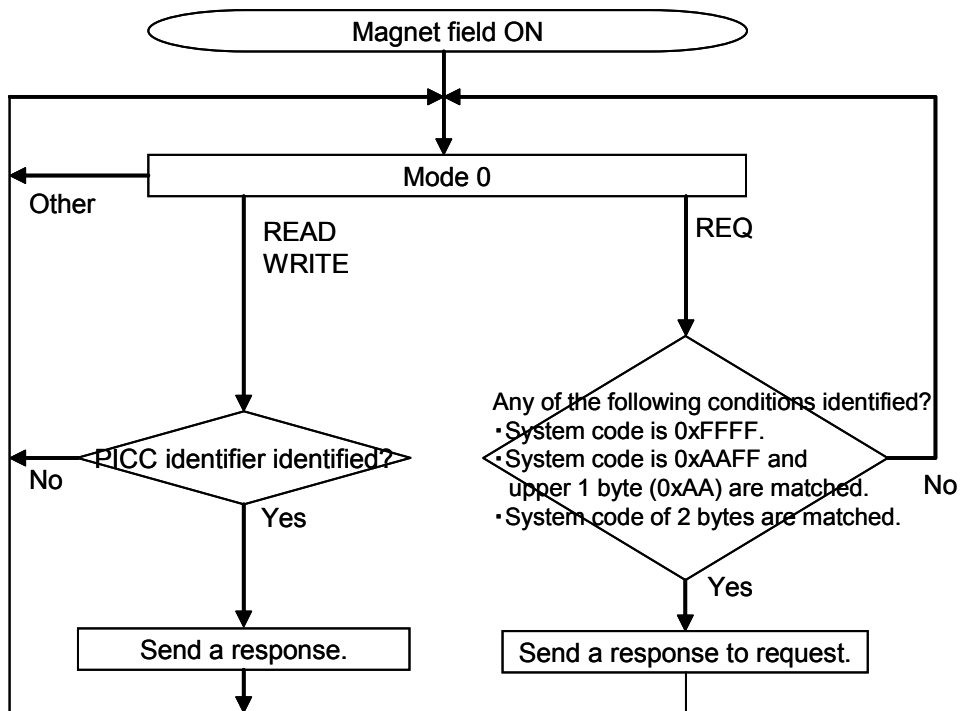 Magnet field ON
Mode 0
Other
READ
WRITE
REQ
PICC identifier identified?
No
Yes
Any of the following conditions identified?
・System code is 0xFFFF.
・System code is 0xAAFF and
upper 1 byte (0xAA) are matched.
・System code of 2 bytes are matched.
No
Yes
Send a response.
Send a response to request.